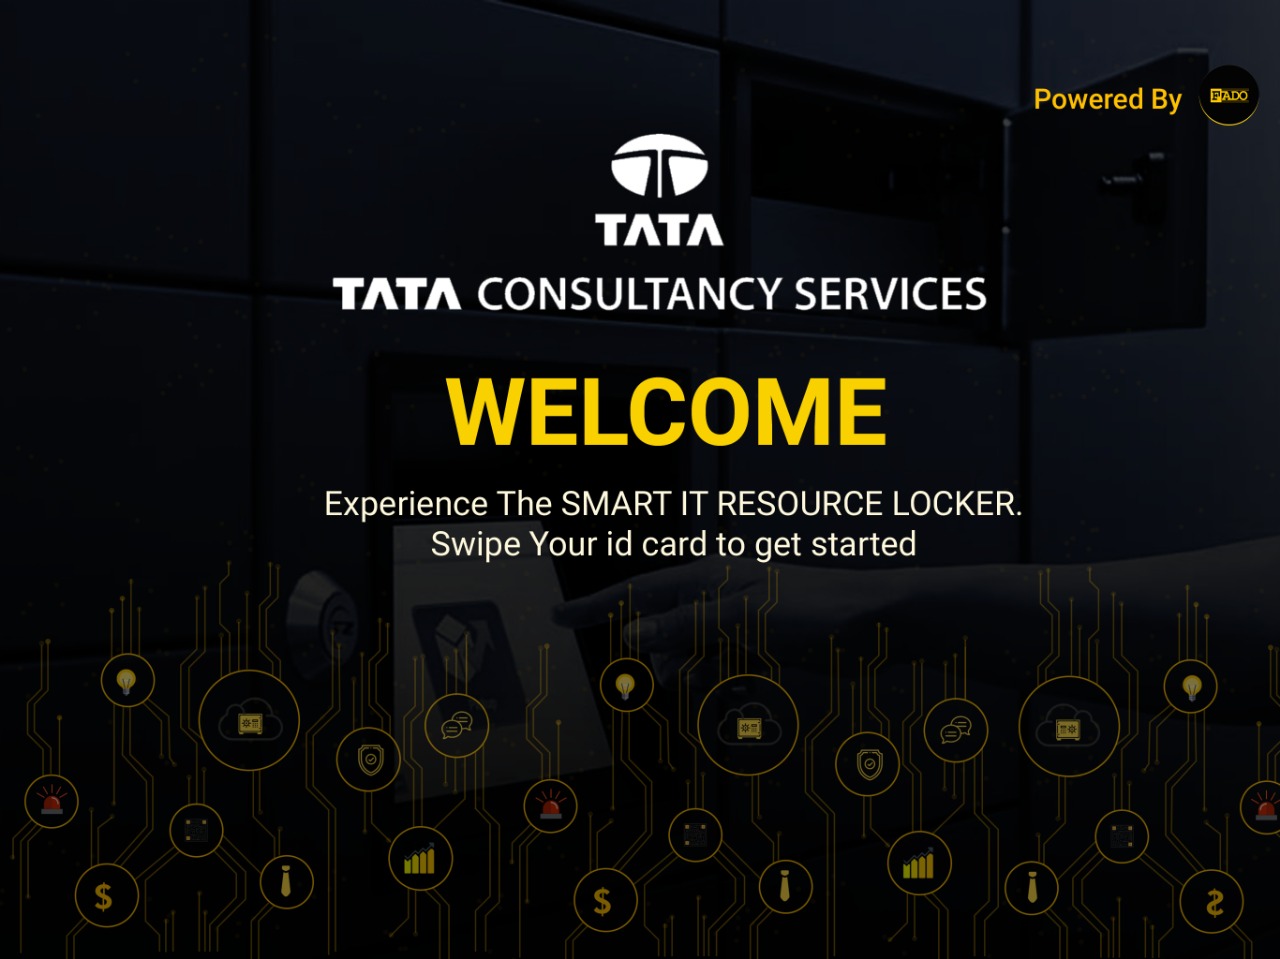 Powered By
FADO
TATA
TATA CONSULTANCY SERVICES
WELCOME
Experience The SMART IT RESOURCE LOCKER.
Swipe Your id card to get started